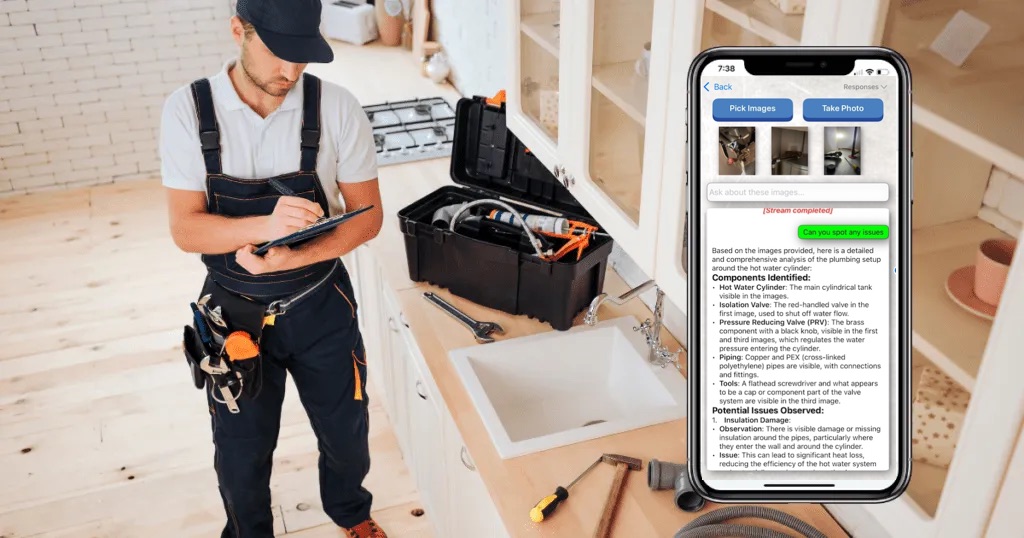 7:38
Back
Responses
Pick Images
Take Photo
Ask about these images...
[Stream completed]
Can you spot any issues
Based on the images provided, here is a detailed
and comprehensive analysis of the plumbing setup
around the hot water cylinder:
Components Identified:
• Hot Water Cylinder: The main cylindrical tank
visible in the images.
• Isolation Valve: The red-handled valve in the
first image, used to shut off water flow.
• Pressure Reducing Valve (PRV): The brass
component with a black knob, visible in the first
and third images, which regulates the water
pressure entering the cylinder.
• Piping: Copper and PEX (cross-linked
polyethylene) pipes are visible, with connections
and fittings.
• Tools: A flathead screwdriver and what appears
to be a cap or component part of the valve
system are visible in the third image.
Potential Issues Observed:
1. Insulation Damage:
• Observation: There is visible damage or missing
insulation around the pipes, particularly where
they enter the wall and around the cylinder.
• Issue: This can lead to significant heat loss,
reducing the efficiency of the hot water system